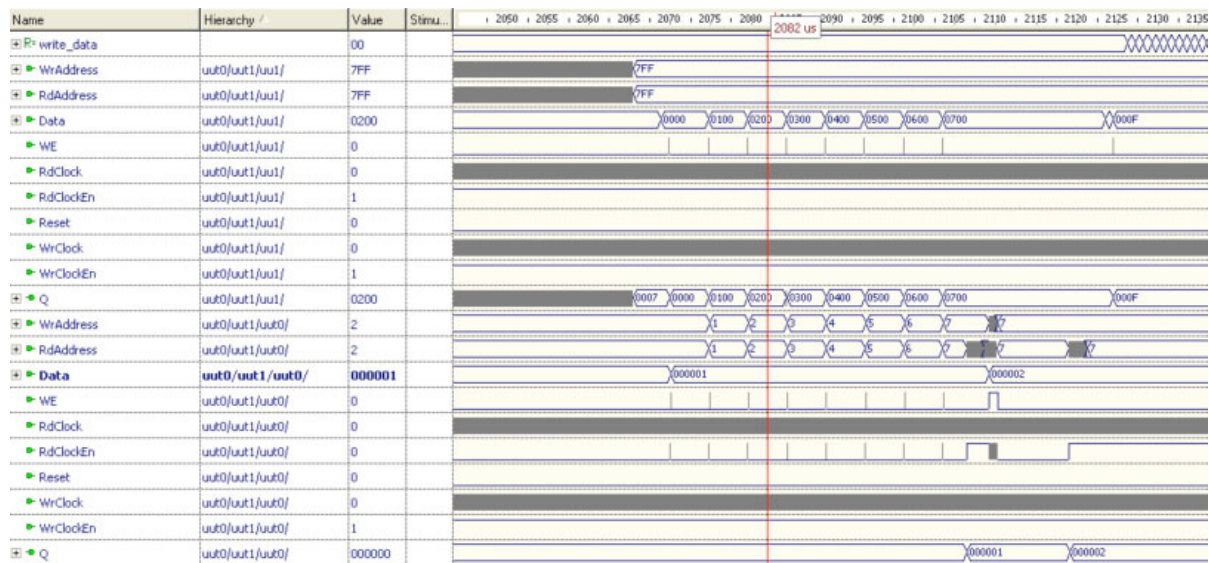 Name Hierarchy / Value Stimu... 2050 2055 2060 2065 2070 2075 2080 2090 2095 2100 2105 2110 2115 2120 2125 2130 2135
2082 us
write_data 00
WrAddress uut0/uut1/uu1/ 7FF 7FF
RdAddress uut0/uut1/uu1/ 7FF 7FF
Data uut0/uut1/uu1/ 0200 0000 0100 0200 0300 0400 0500 0600 0700 000F
WE uut0/uut1/uu1/ 0
RdClock uut0/uut1/uu1/ 0
RdClockEn uut0/uut1/uu1/ 1
Reset uut0/uut1/uu1/ 0
WrClock uut0/uut1/uu1/ 0
WrClockEn uut0/uut1/uu1/ 1
Q uut0/uut1/uu1/ 0200 0007 0000 0100 0200 0300 0400 0500 0600 0700 000F
WrAddress uut0/uut1/uut0/ 2 1 2 3 4 5 6 7 7
RdAddress uut0/uut1/uut0/ 2 1 2 3 4 5 6 7 7 7
Data uut0/uut1/uut0/ 000001 000001 000002
WE uut0/uut1/uut0/ 0
RdClock uut0/uut1/uut0/ 0
RdClockEn uut0/uut1/uut0/ 0
Reset uut0/uut1/uut0/ 0
WrClock uut0/uut1/uut0/ 0
WrClockEn uut0/uut1/uut0/ 1
Q uut0/uut1/uut0/ 000000 000001 000002